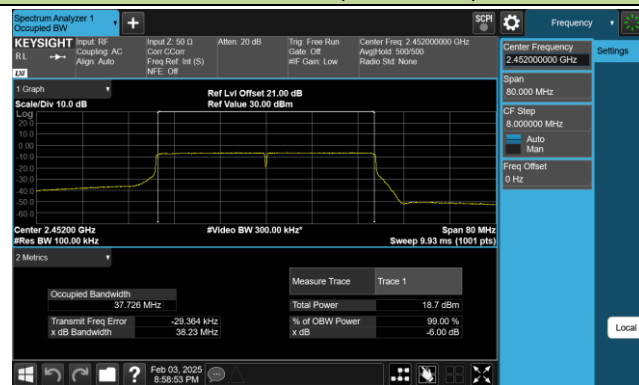 Spectrum Analyzer 1
Occupied BW
SCPI
Frequency
KEYSIGHT
RL
LXI
Input: RF
Coupling: AC
Align: Auto
Input Z: 50 Ω
Corr CCorr
Freq Ref: Int (S)
NFE: Off
Atten: 20 dB
Trig: Free Run
Gate: Off
#IF Gain: Low
Center Freq: 2.452000000 GHz
Avg|Hold: 500/500
Radio Std: None
Center Frequency
2.452000000 GHz
Settings
Span
80.000 MHz
CF Step
8.000000 MHz
Auto
Man
Freq Offset
0 Hz
1 Graph
Scale/Div 10.0 dB
Ref Lvl Offset 21.00 dB
Ref Value 30.00 dBm
Log
20.0
10.0
0.00
-10.0
-20.0
-30.0
-40.0
-50.0
-60.0
Center 2.45200 GHz
#Res BW 100.00 kHz
#Video BW 300.00 kHz*
Span 80 MHz
Sweep 9.93 ms (1001 pts)
2 Metrics
Measure Trace Trace 1
Occupied Bandwidth
37.726 MHz
Total Power 18.7 dBm
Transmit Freq Error -29.364 kHz
% of OBW Power 99.00 %
x dB Bandwidth 38.23 MHz
x dB -6.00 dB
Local
?
Feb 03, 2025
8:58:53 PM